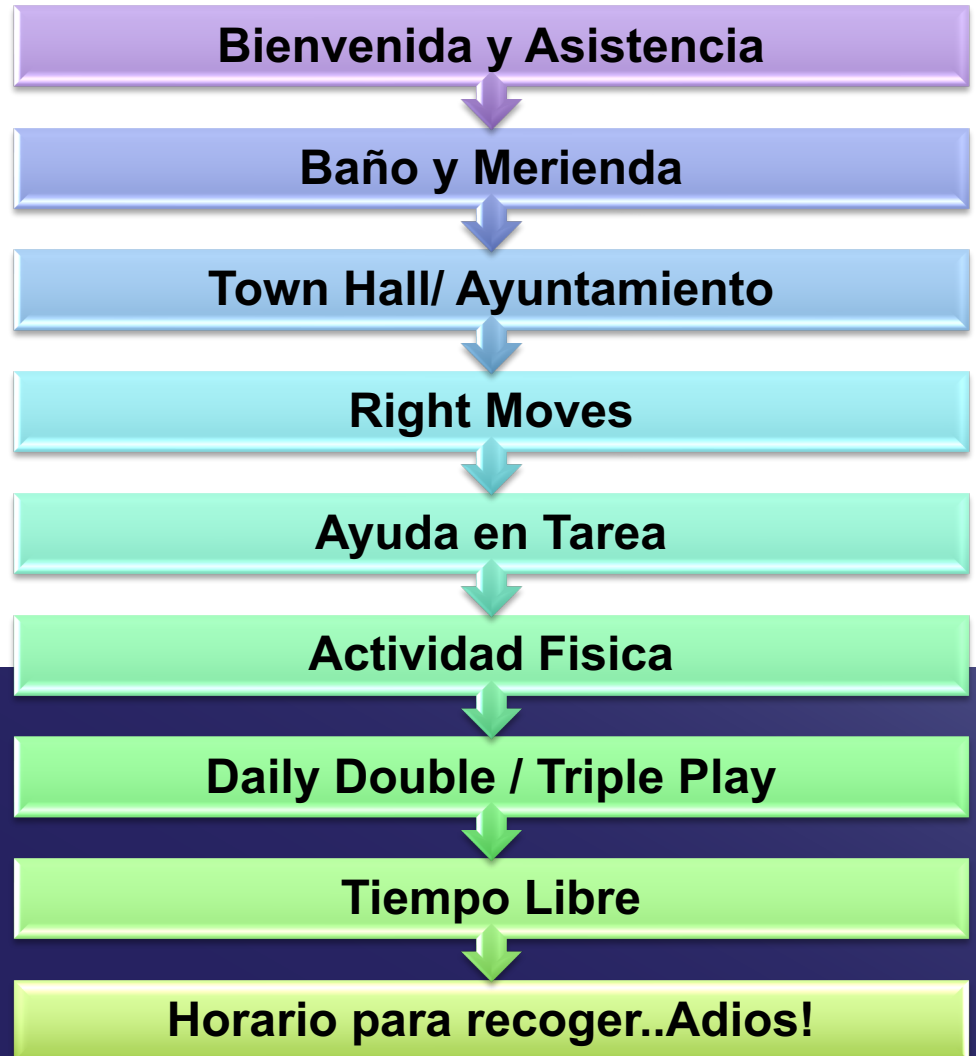 Bienvenida y Asistencia
Baño y Merienda
Town Hall/ Ayuntamiento
Right Moves
Ayuda en Tarea
Actividad Fisica
Daily Double / Triple Play
Tiempo Libre
Horario para recoger..Adios!